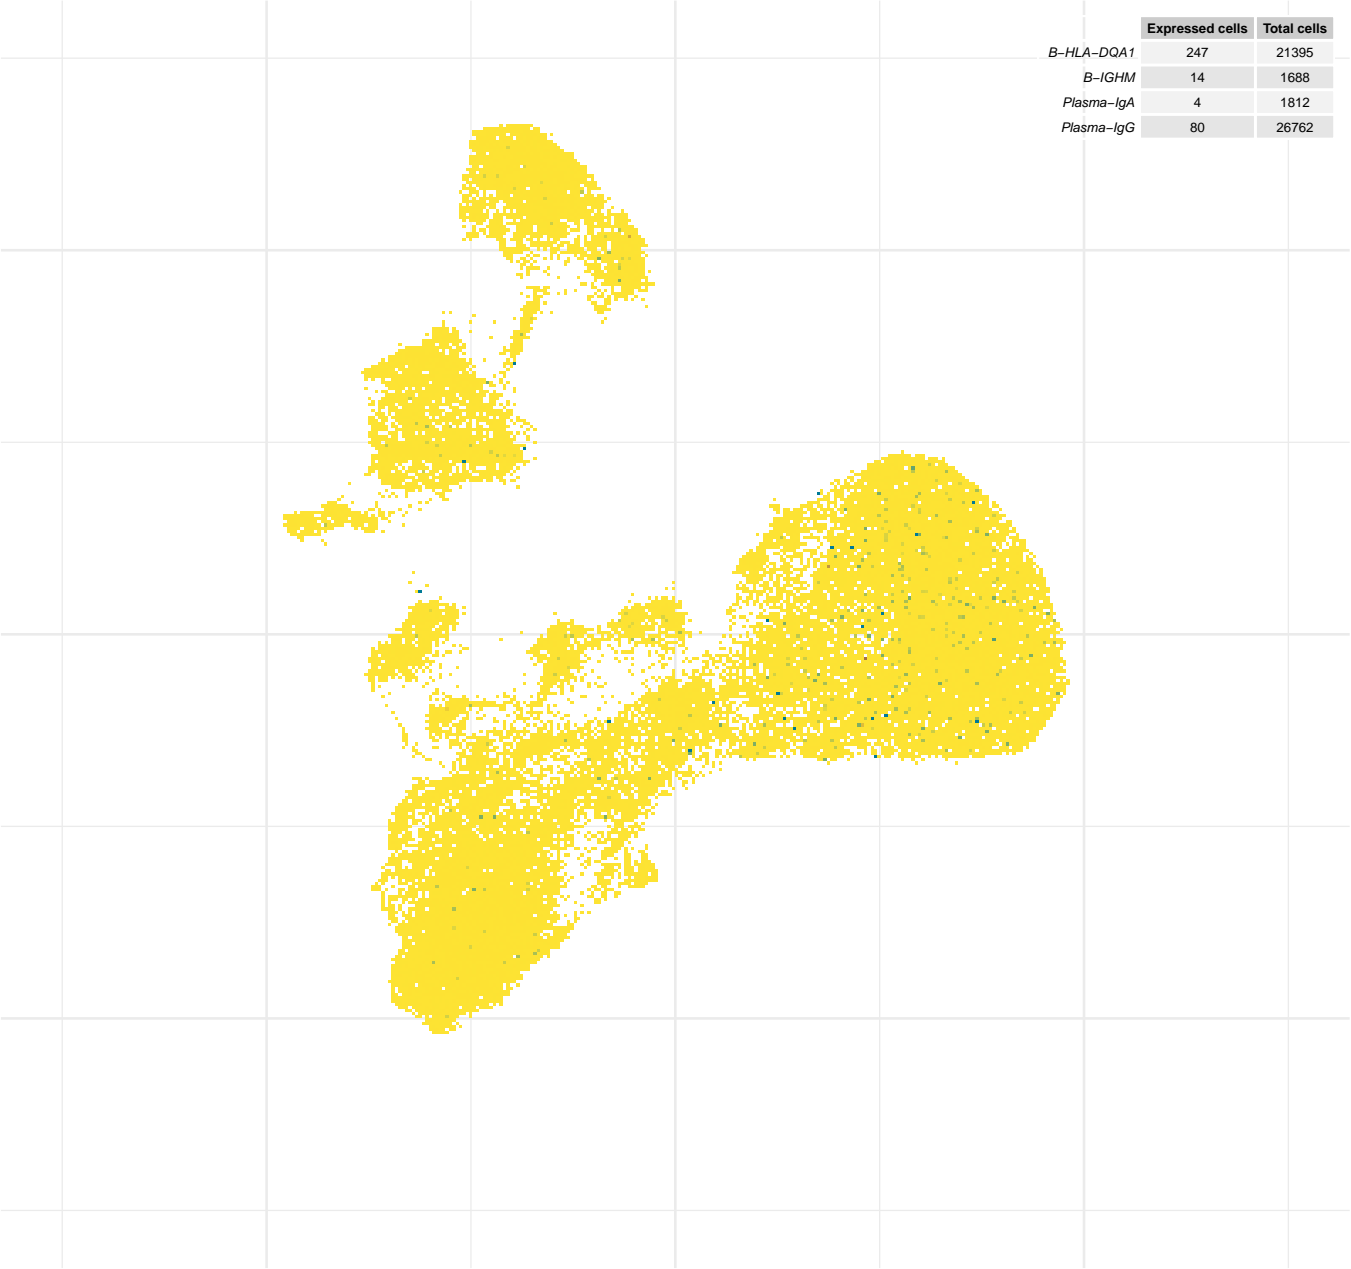 Expressed cells Total cells
B−HLA−DQA1 247 21395
B−IGHM 14 1688
Plasma−IgA 4 1812
Plasma−IgG 80 26762